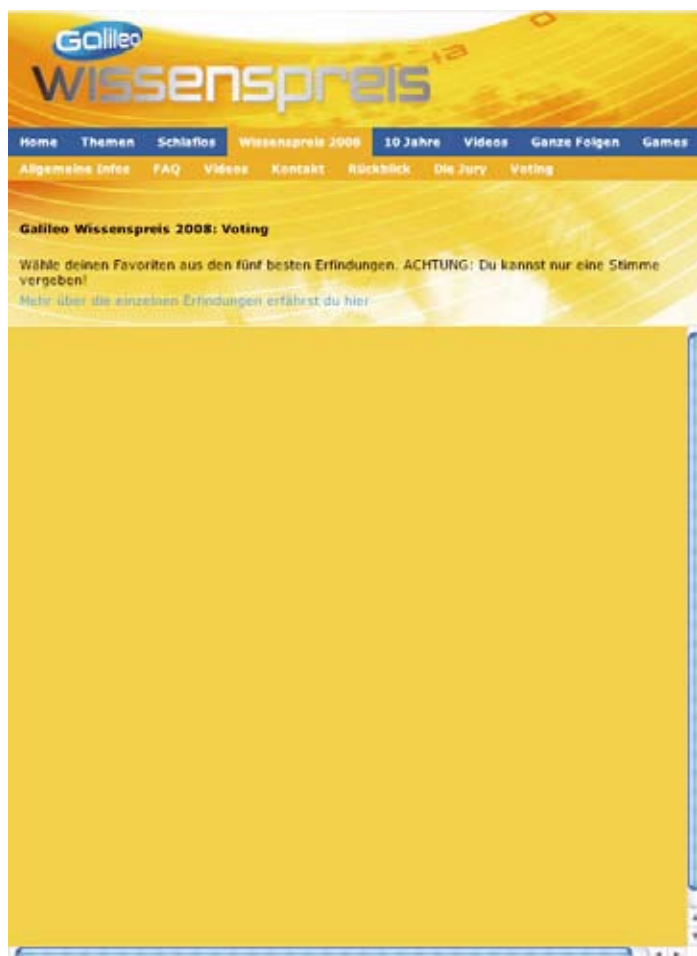 Galileo
wissenspreis
Home Themen Schlaflos Wissenspreis 2008 10 Jahre Videos Ganze Folgen Games
Allgemeine Infos FAQ Videos Kontakt Rückblick Die Jury Voting
Galileo Wissenspreis 2008: Voting
Wähle deinen Favoriten aus den fünf besten Erfindungen. ACHTUNG: Du kannst nur eine Stimme
vergeben!
Mehr über die einzelnen Erfindungen erfährst du hier